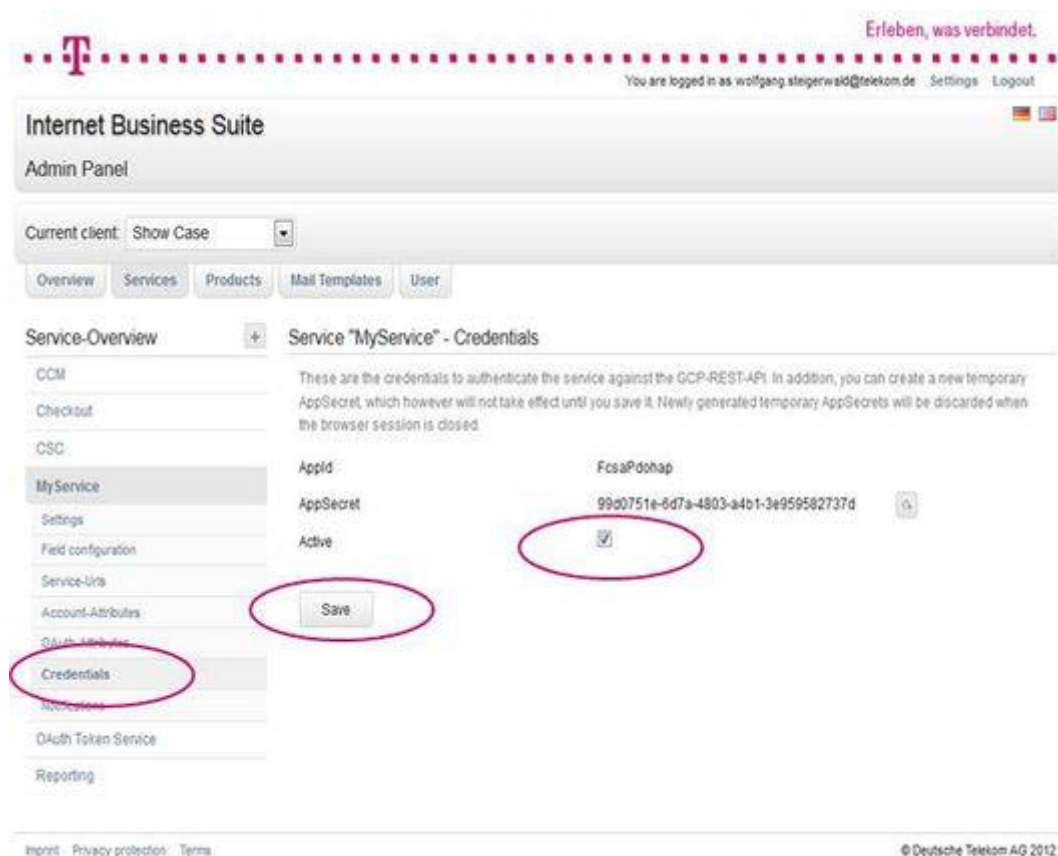 Erleben, was verbindet.
T
You are logged in as wolfgang.steigerwald@telekom.de Settings Logout
Internet Business Suite
Admin Panel
Current client: Show Case
Overview Services Products Mail Templates User
Service-Overview +
CCM
Checkout
CSC
MyService
Settings
Field configuration
Service-Urls
Account-Attributes
OAuth-Attributes
Credentials
Notifications
OAuth Token Service
Reporting
Service "MyService" - Credentials
These are the credentials to authenticate the service against the GCP-REST-API. In addition, you can create a new temporary
AppSecret, which however will not take effect until you save it. Newly generated temporary AppSecrets will be discarded when
the browser session is closed.
AppId FcsaPdohap
AppSecret 99d0751e-6d7a-4803-a4b1-3e959582737d
Active
Save
Imprint Privacy protection Terms
© Deutsche Telekom AG 2012